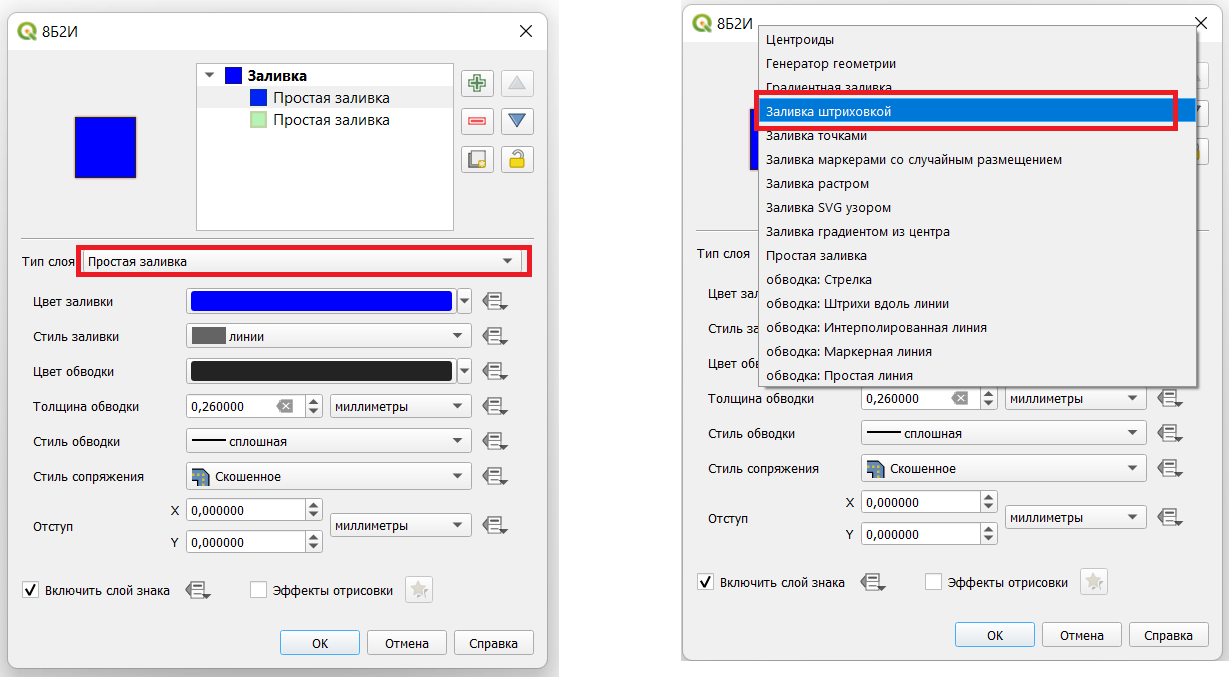 8Б2И
Заливка
Простая заливка
Простая заливка
Тип слоя Простая заливка
Цвет заливки
Стиль заливки линии
Цвет обводки
Толщина обводки 0,260000 миллиметры
Стиль обводки сплошная
Стиль сопряжения Скошенное
X 0,000000
Отступ миллиметры
Y 0,000000
Включить слой знака Эффекты отрисовки
ОК Отмена Справка
8Б2И
Центроиды
Генератор геометрии
Градиентная заливка
Заливка штриховкой
Заливка точками
Заливка маркерами со случайным размещением
Заливка растром
Заливка SVG узором
Заливка градиентом из центра
Простая заливка
обводка: Стрелка
обводка: Штрихи вдоль линии
обводка: Интерполированная линия
обводка: Маркерная линия
обводка: Простая линия
Тип слоя
Цвет зал
Стиль за
Цвет обв
Толщина обводки 0,260000 миллиметры
Стиль обводки сплошная
Стиль сопряжения Скошенное
X 0,000000
Отступ миллиметры
Y 0,000000
Включить слой знака Эффекты отрисовки
ОК Отмена Справка